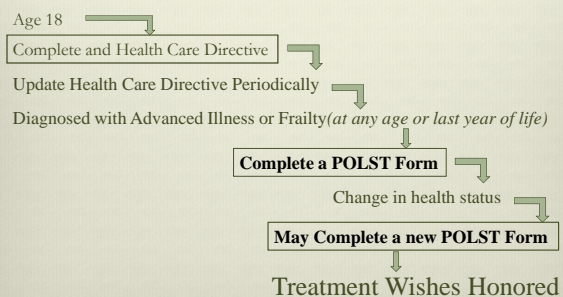 Age 18
Complete and Health Care Directive
Update Health Care Directive Periodically
Diagnosed with Advanced Illness or Frailty(at any age or last year of life)
Complete a POLST Form
Change in health status
May Complete a new POLST Form
Treatment Wishes Honored